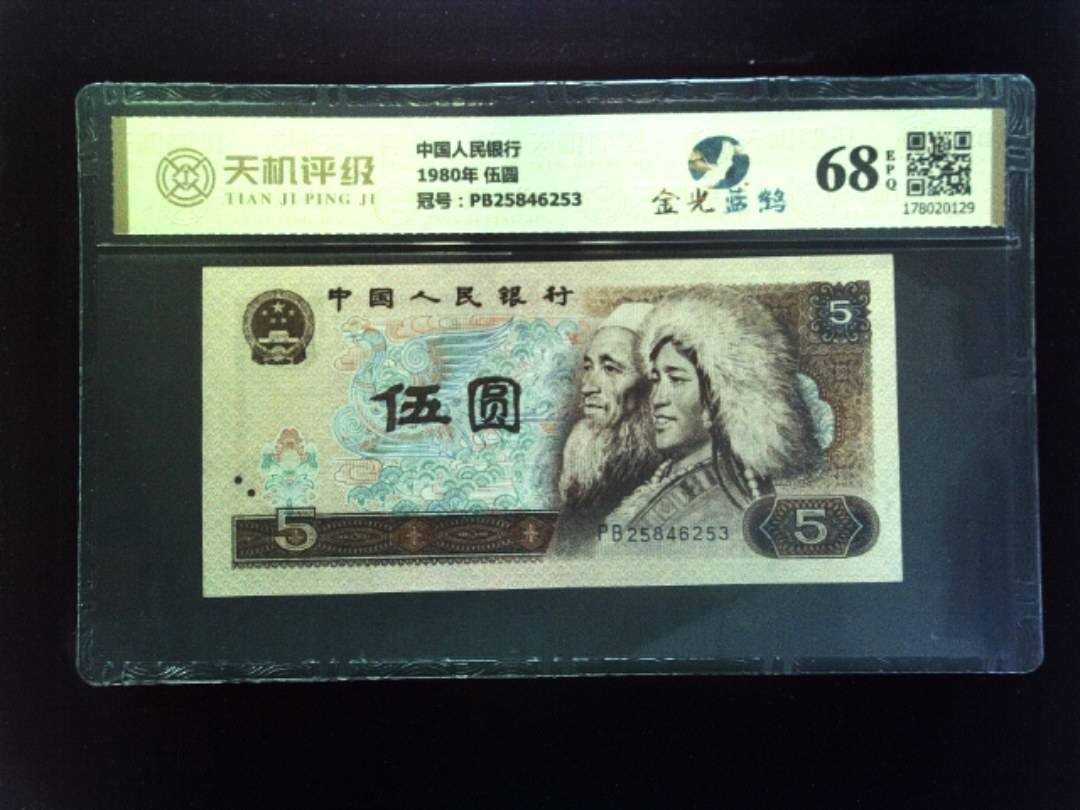 天机评级
TIAN JI PING JI
中国人民银行
1980年 伍圆
冠号：PB25846253
金光蓝鹤
68 EPQ
178020129
中国人民银行
5
伍圆
5
PB25846253
5